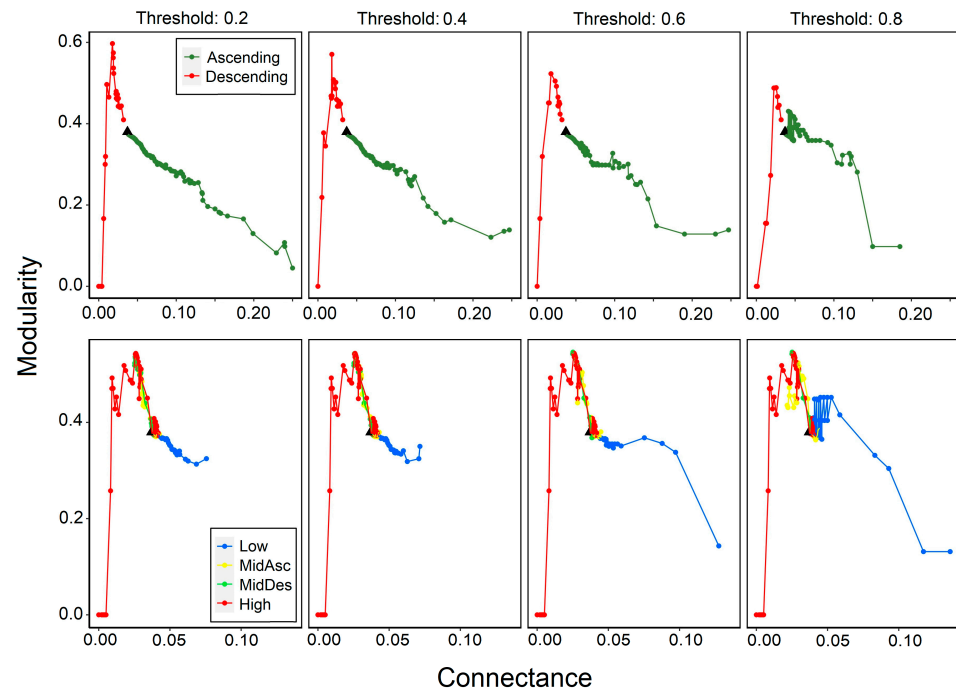 Threshold: 0.2 Threshold: 0.4 Threshold: 0.6 Threshold: 0.8
0.6
0.4
0.2
0.0
Ascending
Descending
0.00 0.10 0.20 0.00 0.10 0.20 0.00 0.10 0.20 0.00 0.10 0.20
Modularity
0.4
0.2
0.0
Low
MidAsc
MidDes
High
0.00 0.05 0.10 0.00 0.05 0.10 0.00 0.05 0.10 0.00 0.05 0.10
Connectance